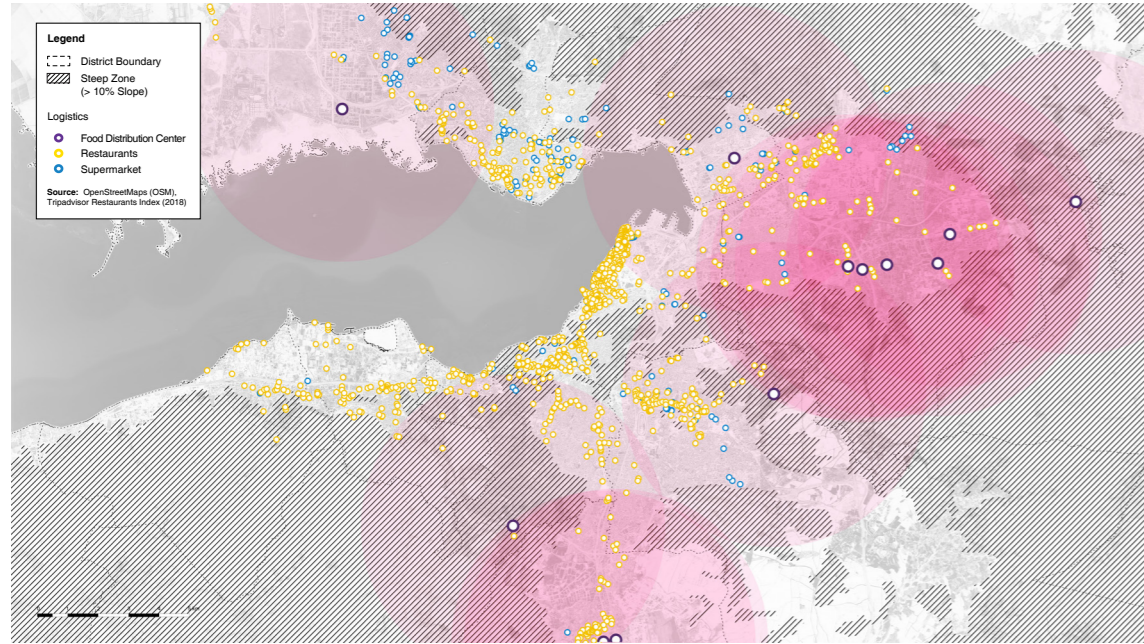 Legend
District Boundary
Steep Zone
(> 10% Slope)
Logistics
Food Distribution Center
Restaurants
Supermarket
Source: OpenStreetMaps (OSM),
Tripadvisor Restaurants Index (2018)